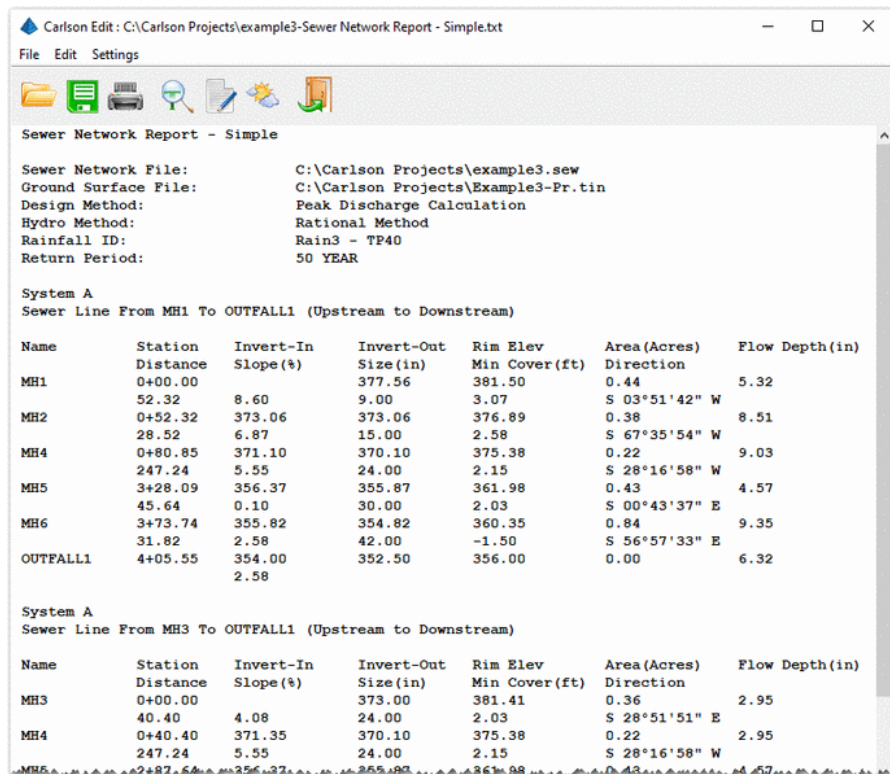 Carlson Edit : C:\Carlson Projects\example3-Sewer Network Report - Simple.txt
File Edit Settings
Sewer Network Report - Simple
Sewer Network File: C:\Carlson Projects\example3.sew
Ground Surface File: C:\Carlson Projects\Example3-Pr.tin
Design Method: Peak Discharge Calculation
Hydro Method: Rational Method
Rainfall ID: Rain3 - TP40
Return Period: 50 YEAR
System A
Sewer Line From MH1 To OUTFALL1 (Upstream to Downstream)
Name Station Invert-In Invert-Out Rim Elev Area(Acres) Flow Depth(in)
Distance Slope(%) Size(in) Min Cover(ft) Direction
MH1 0+00.00 377.56 381.50 0.44 5.32
52.32 8.60 9.00 3.07 S 03°51'42" W
MH2 0+52.32 373.06 373.06 376.89 0.38 8.51
28.52 6.87 15.00 2.58 S 67°35'54" W
MH4 0+80.85 371.10 370.10 375.38 0.22 9.03
247.24 5.55 24.00 2.15 S 28°16'58" W
MH5 3+28.09 356.37 355.87 361.98 0.43 4.57
45.64 0.10 30.00 2.03 S 00°43'37" E
MH6 3+73.74 355.82 354.82 360.35 0.84 9.35
31.82 2.58 42.00 -1.50 S 56°57'33" E
OUTFALL1 4+05.55 354.00 352.50 356.00 0.00 6.32
2.58
System A
Sewer Line From MH3 To OUTFALL1 (Upstream to Downstream)
Name Station Invert-In Invert-Out Rim Elev Area(Acres) Flow Depth(in)
Distance Slope(%) Size(in) Min Cover(ft) Direction
MH3 0+00.00 373.00 381.41 0.36 2.95
40.40 4.08 24.00 2.03 S 28°51'51" E
MH4 0+40.40 371.35 370.10 375.38 0.22 2.95
247.24 5.55 24.00 2.15 S 28°16'58" W
MH5 2+87.64 356.37 355.87 361.98 0.43 4.57